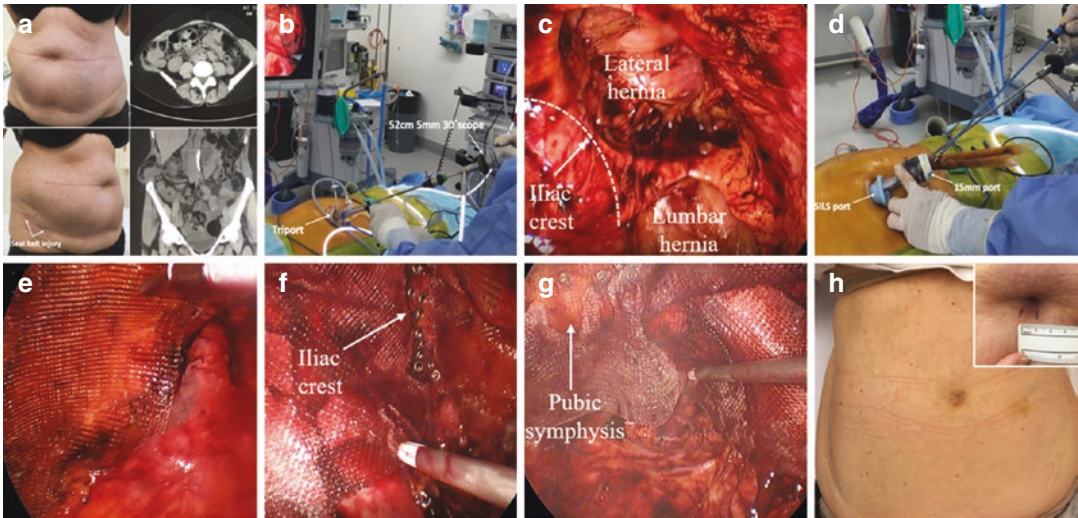 a
Seat belt injury
b
52cm 5mm 30° scope
Triport
c
Lateral
hernia
Iliac
crest
Lumbar
hernia
d
15mm port
SILS port
e
f
Iliac
crest
g
Pubic
symphysis
h